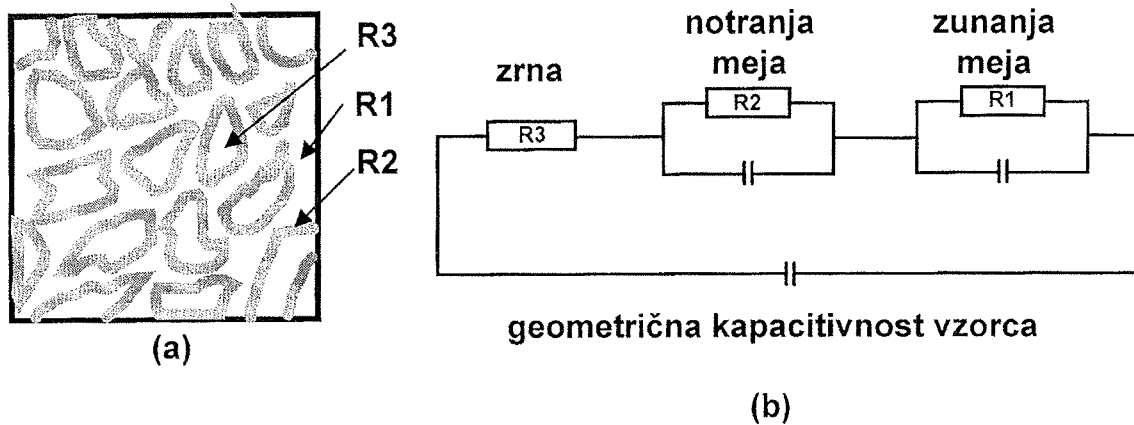 R3
R1
R2
(a)
zrna
notranja
meja
zunanja
meja
R3
R2
R1
geometrična kapacitivnost vzorca
(b)